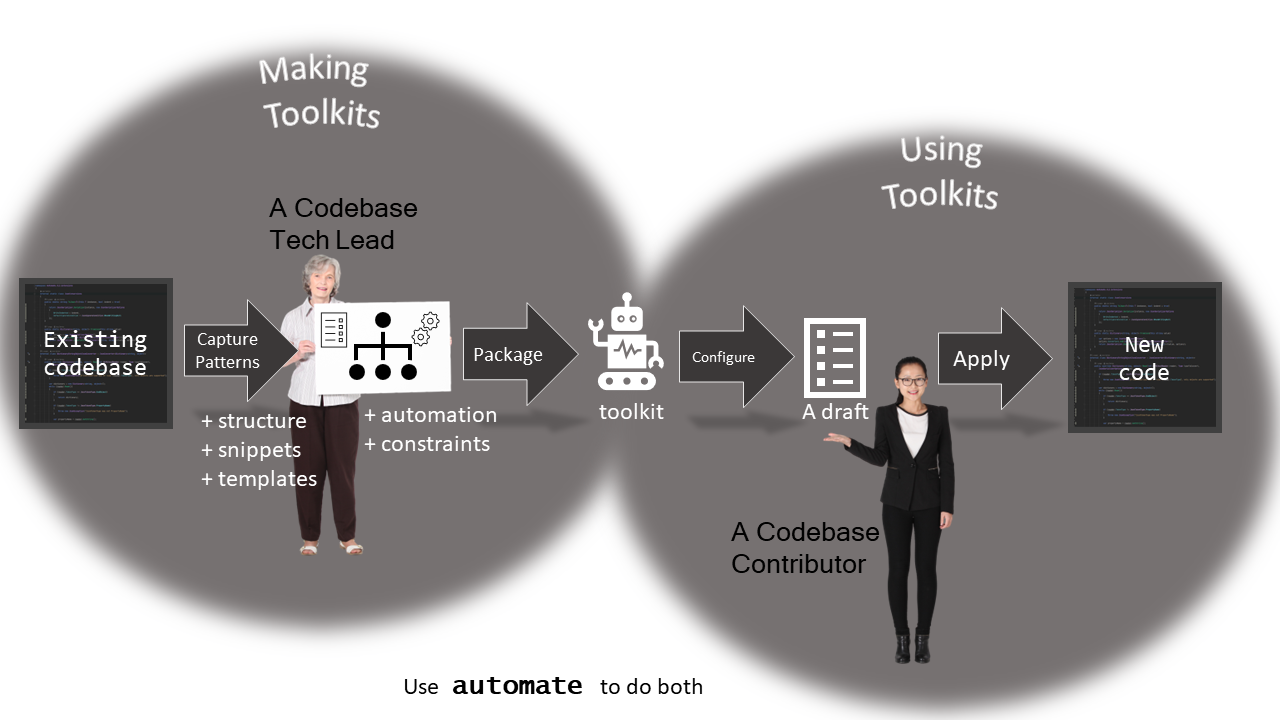 Making
Toolkits
Using
Toolkits
A Codebase
Tech Lead
Existing
codebase
Capture
Patterns
Package
Configure
Apply
New
code
toolkit
A draft
+ structure
+ snippets
+ templates
+ automation
+ constraints
A Codebase
Contributor
Use automate to do both